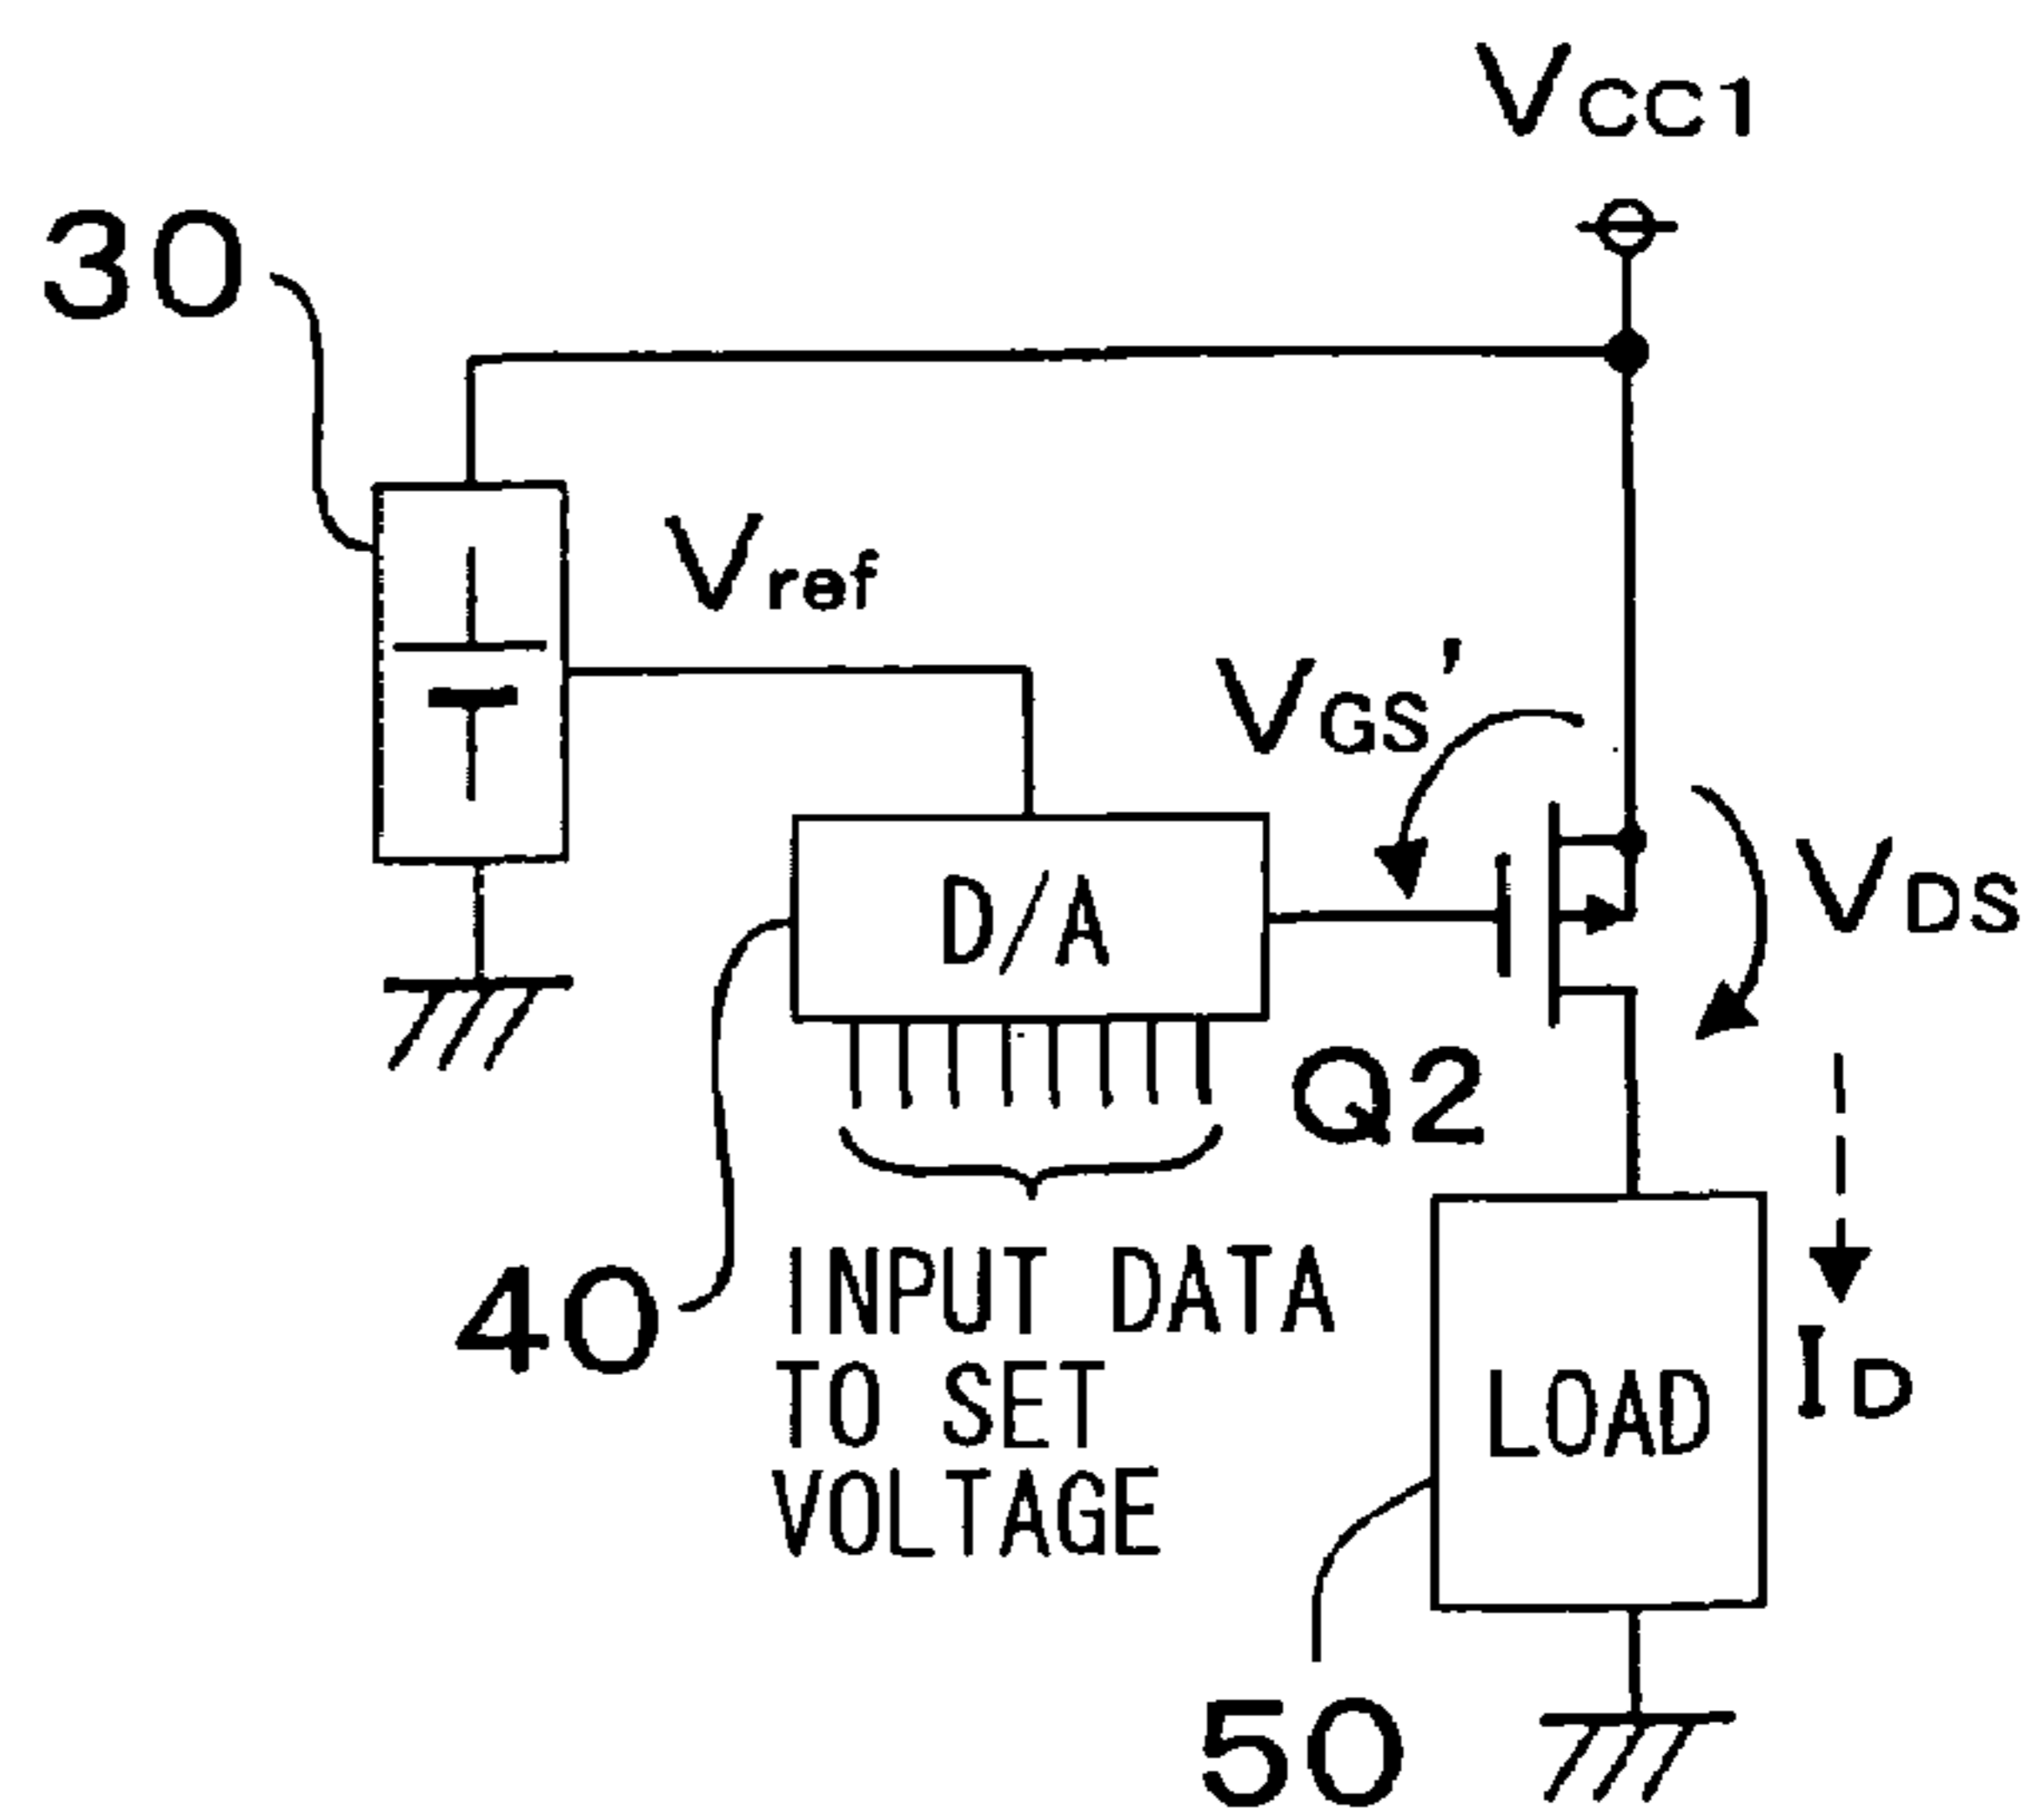 VCC1
30
Vref
VGS'
VDS
D/A
Q2
40
INPUT DATA
TO SET
VOLTAGE
LOAD
ID
50